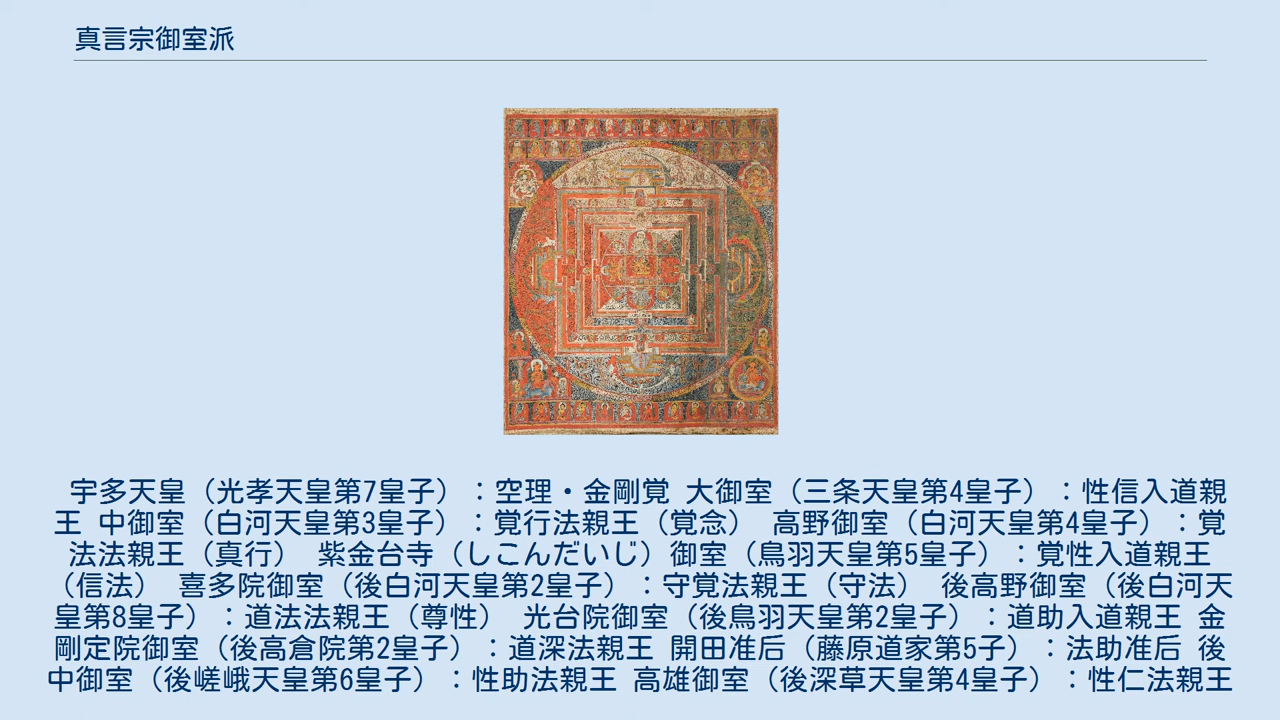 真言宗御室派
宇多天皇（光孝天皇第7皇子）：空理・金剛覚 大御室（三条天皇第4皇子）：性信入道親
王 中御室（白河天皇第3皇子）：覚行法親王（覚念） 高野御室（白河天皇第4皇子）：覚
法法親王（真行） 紫金台寺（しこんだいじ）御室（鳥羽天皇第5皇子）：覚性入道親王
（信法） 喜多院御室（後白河天皇第2皇子）：守覚法親王（守法） 後高野御室（後白河天
皇第8皇子）：道法法親王（尊性） 光台院御室（後鳥羽天皇第2皇子）：道助入道親王 金
剛定院御室（後高倉院第2皇子）：道深法親王 開田准后（藤原道家第5子）：法助准后 後
中御室（後嵯峨天皇第6皇子）：性助法親王 高雄御室（後深草天皇第4皇子）：性仁法親王